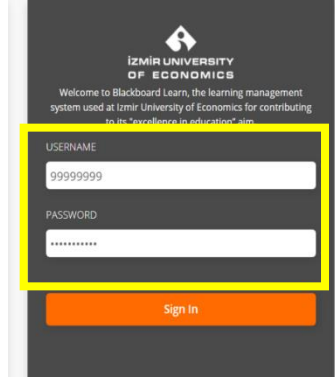 İZMİR UNIVERSITY
OF ECONOMICS
Welcome to Blackboard Learn, the learning management
system used at Izmir University of Economics for contributing
to its "excellence in education" aim.
USERNAME
99999999
PASSWORD
•••••••••••
Sign In